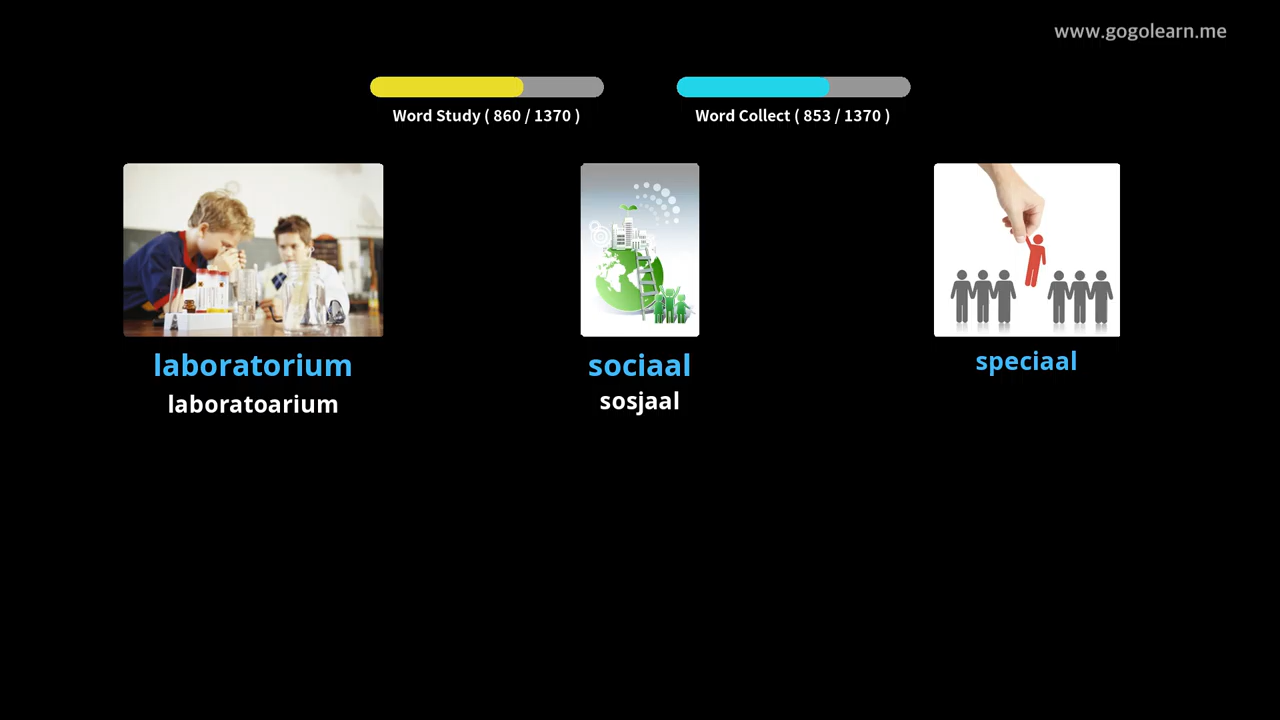 www.gogolearn.me
Word Study ( 860 / 1370 )
Word Collect ( 853 / 1370 )
laboratorium
sociaal
speciaal
laboratoarium
sosjaal